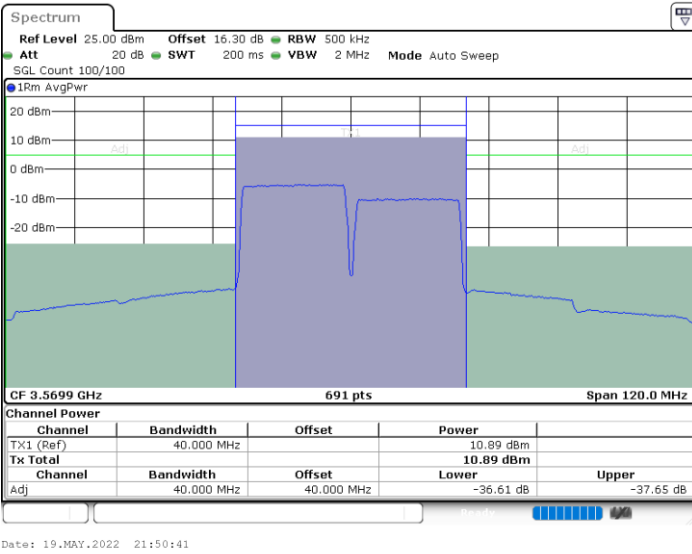 Spectrum
Ref Level 25.00 dBm Offset 16.30 dB RBW 500 kHz
Att 20 dB SWT 200 ms VBW 2 MHz Mode Auto Sweep
SGL Count 100/100
1Rm AvgPwr
20 dBm
TX1
10 dBm
Adj Adj
0 dBm
-10 dBm
-20 dBm
CF 3.5699 GHz 691 pts Span 120.0 MHz
Channel Power
Channel Bandwidth Offset Power
TX1 (Ref) 40.000 MHz 10.89 dBm
Tx Total 10.89 dBm
Channel Bandwidth Offset Lower Upper
Adj 40.000 MHz 40.000 MHz -36.61 dB -37.65 dB
Ready
Date: 19.MAY.2022 21:50:41